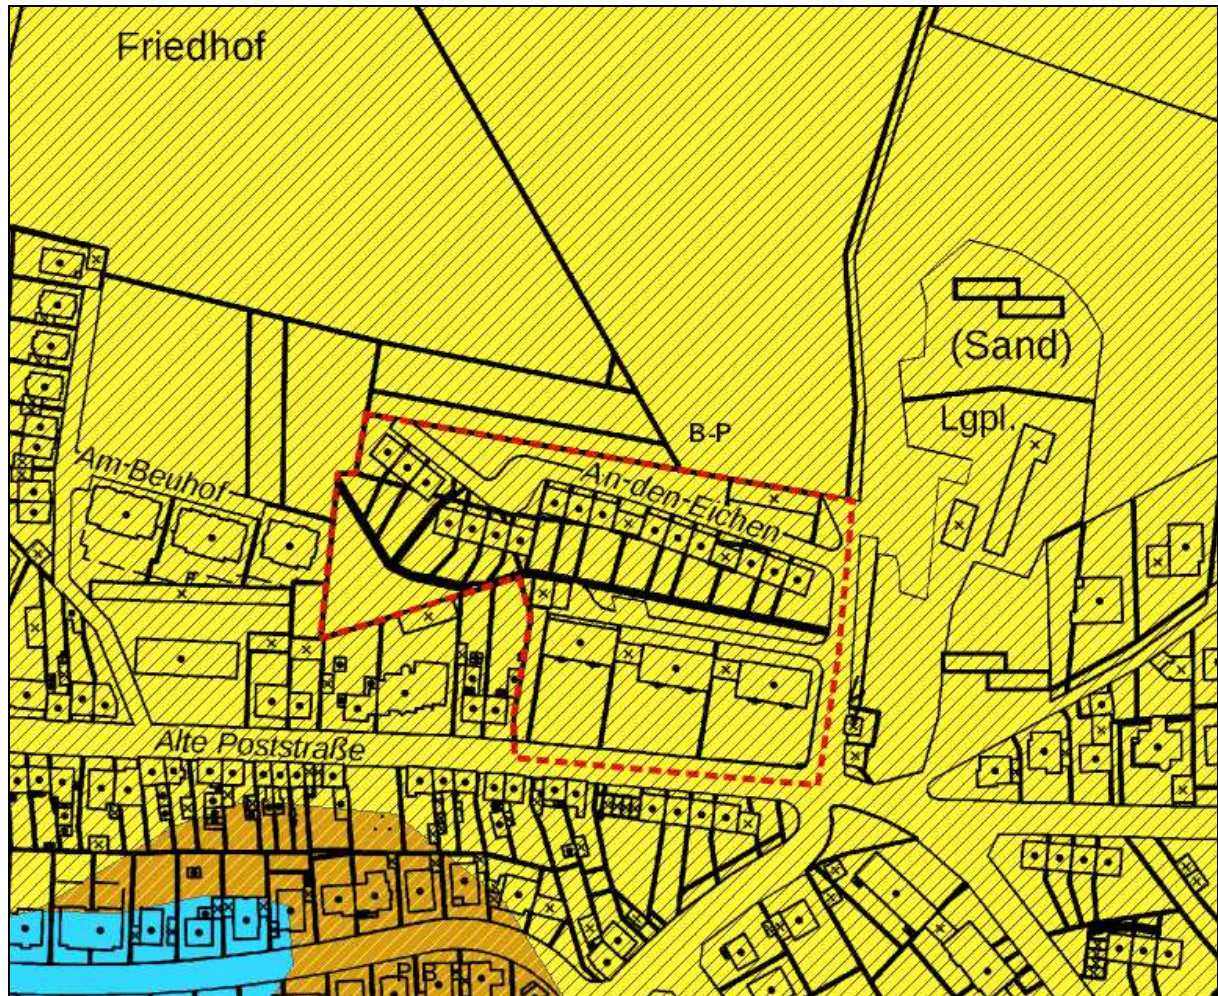 Friedhof
(Sand)
Lgpl.
B-P
An-den-Eichen
Am-Beuhof
Alte Poststraße
P B